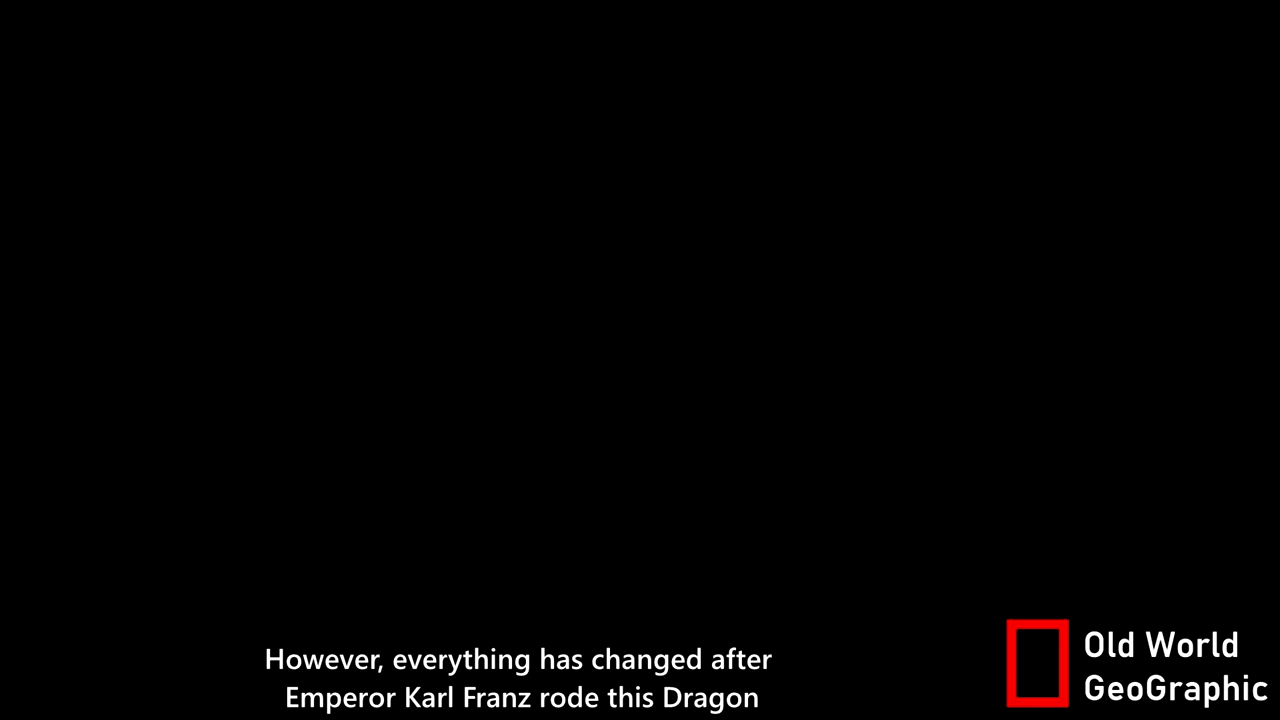 However, everything has changed after
Emperor Karl Franz rode this Dragon
Old World
GeoGraphic